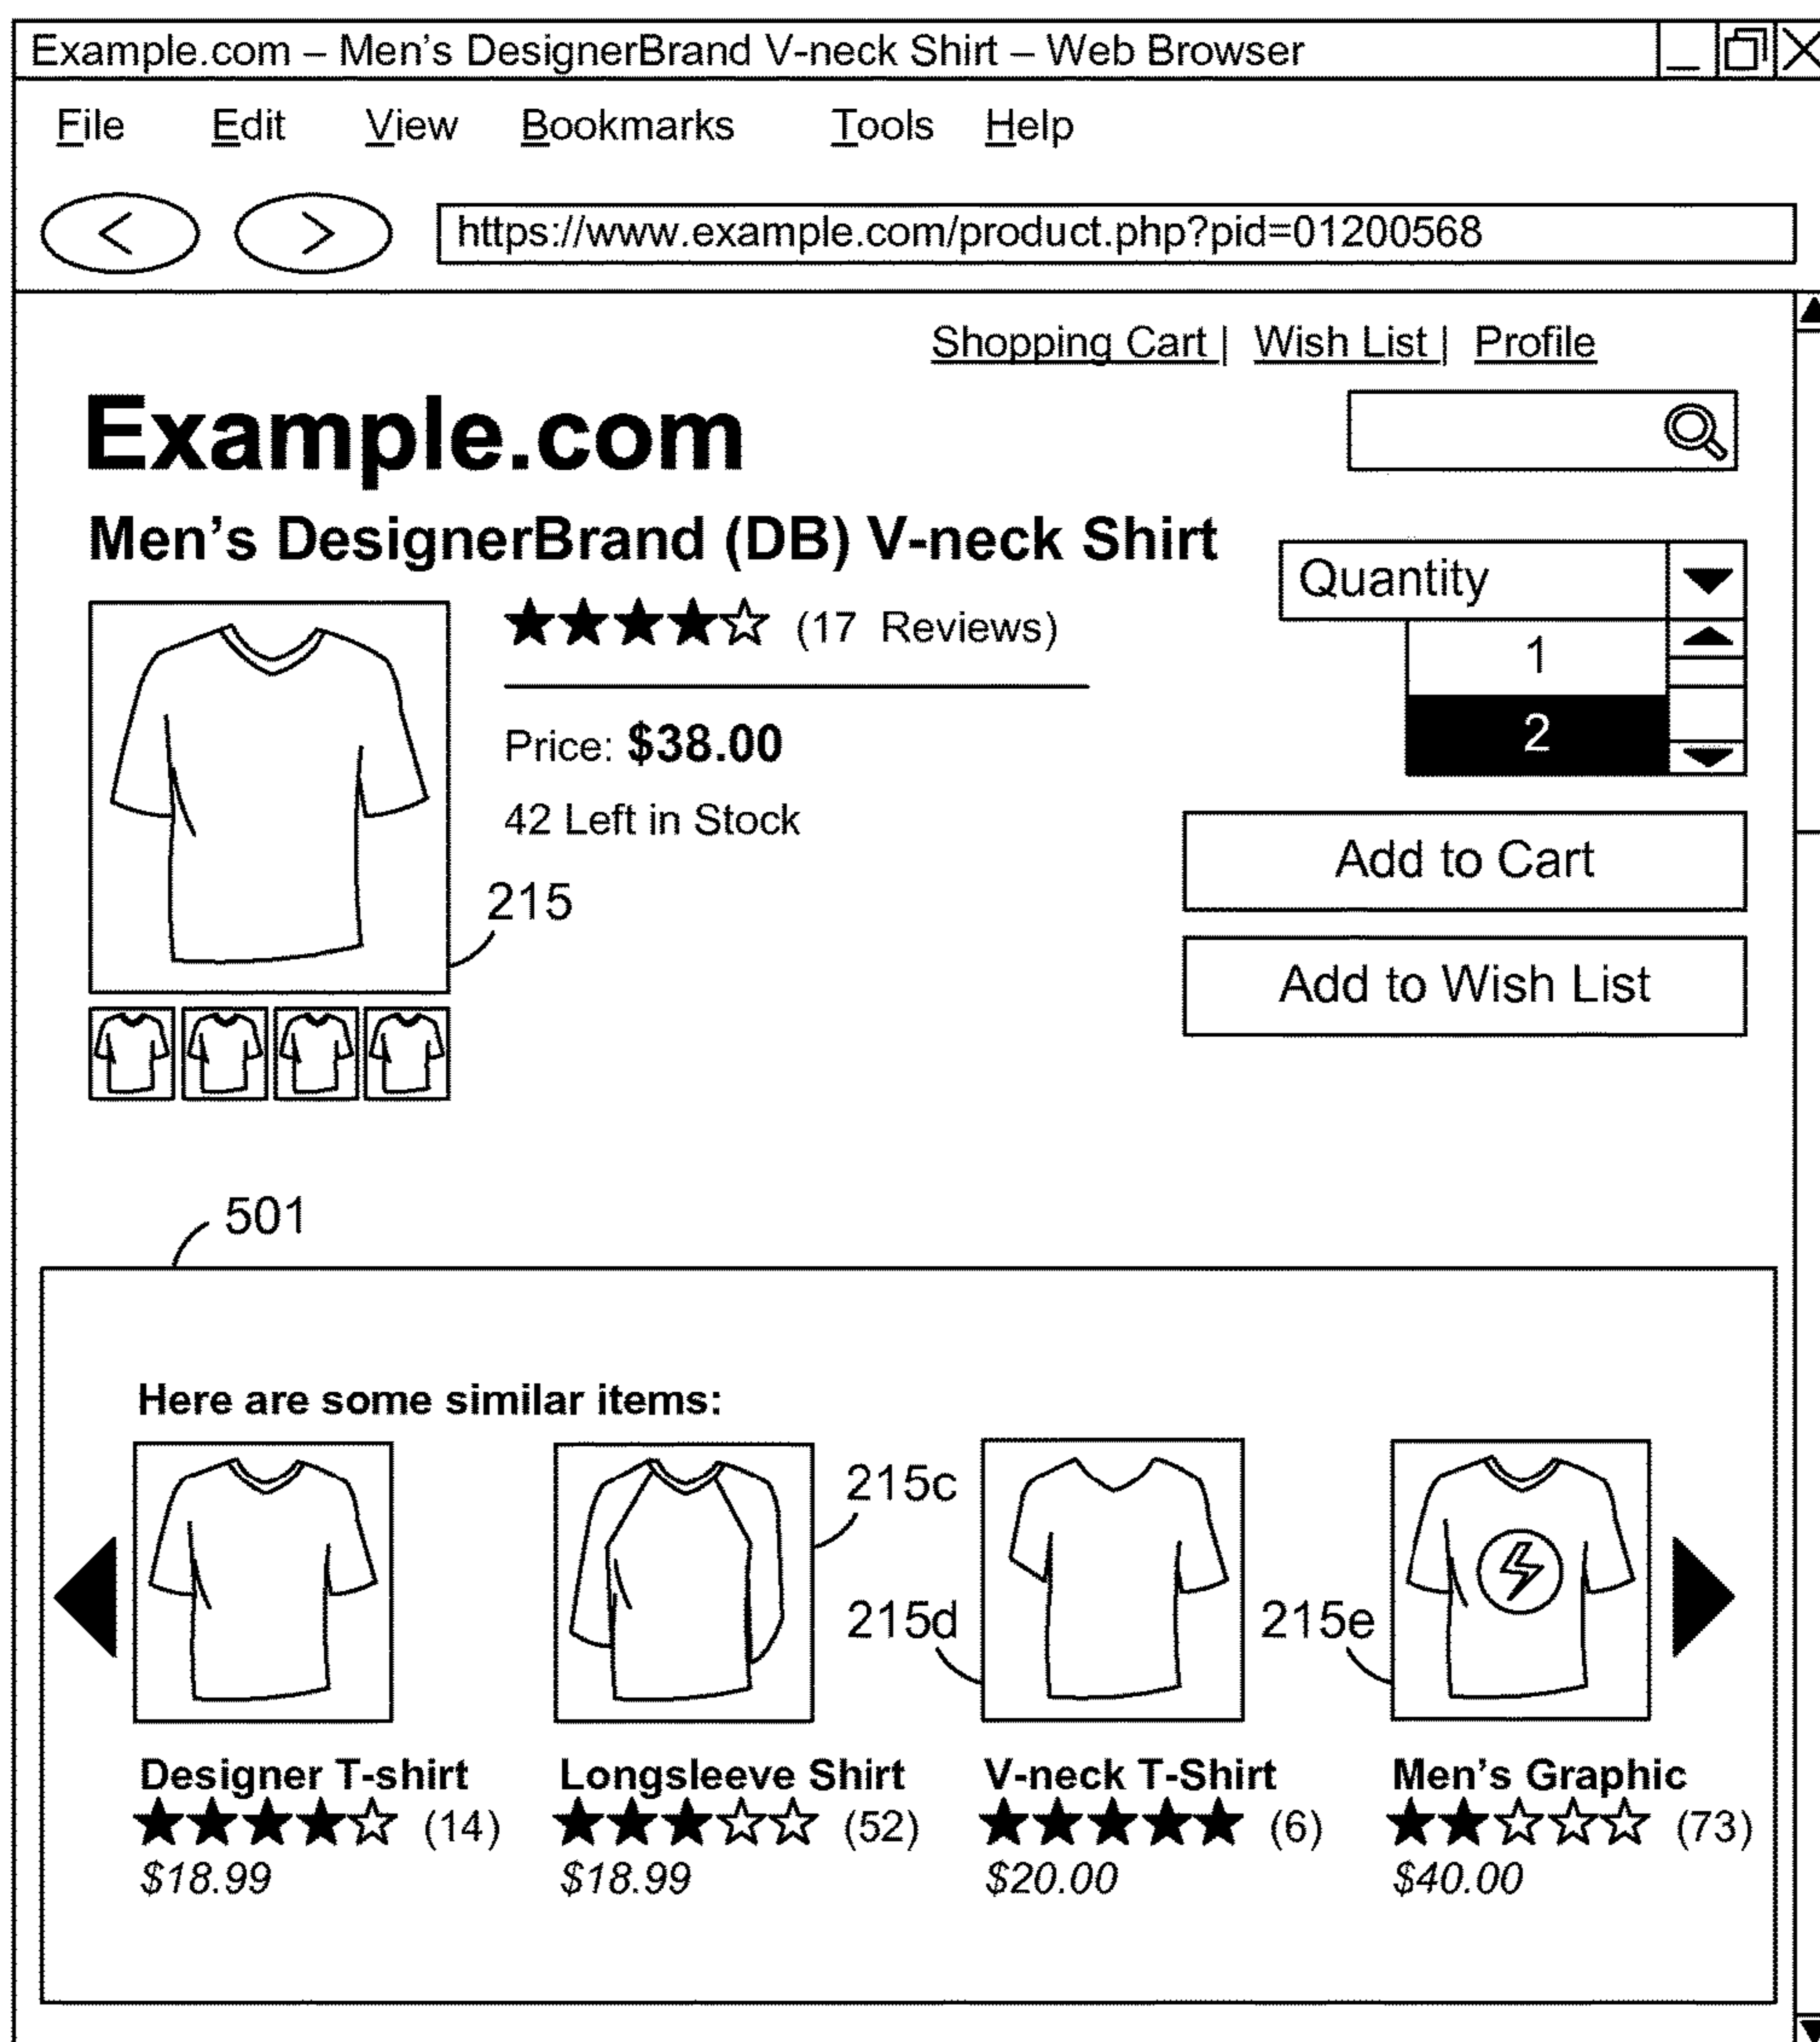 Example.com – Men's DesignerBrand V-neck Shirt – Web Browser
File Edit View Bookmarks Tools Help
https://www.example.com/product.php?pid=01200568
Shopping Cart | Wish List | Profile
Example.com
Men's DesignerBrand (DB) V-neck Shirt
Quantity
1
2
(17 Reviews)
Price: $38.00
42 Left in Stock
215
Add to Cart
Add to Wish List
501
Here are some similar items:
215c
215d
215e
Designer T-shirt Longsleeve Shirt V-neck T-Shirt Men's Graphic
(14) (52) (6) (73)
$18.99 $18.99 $20.00 $40.00